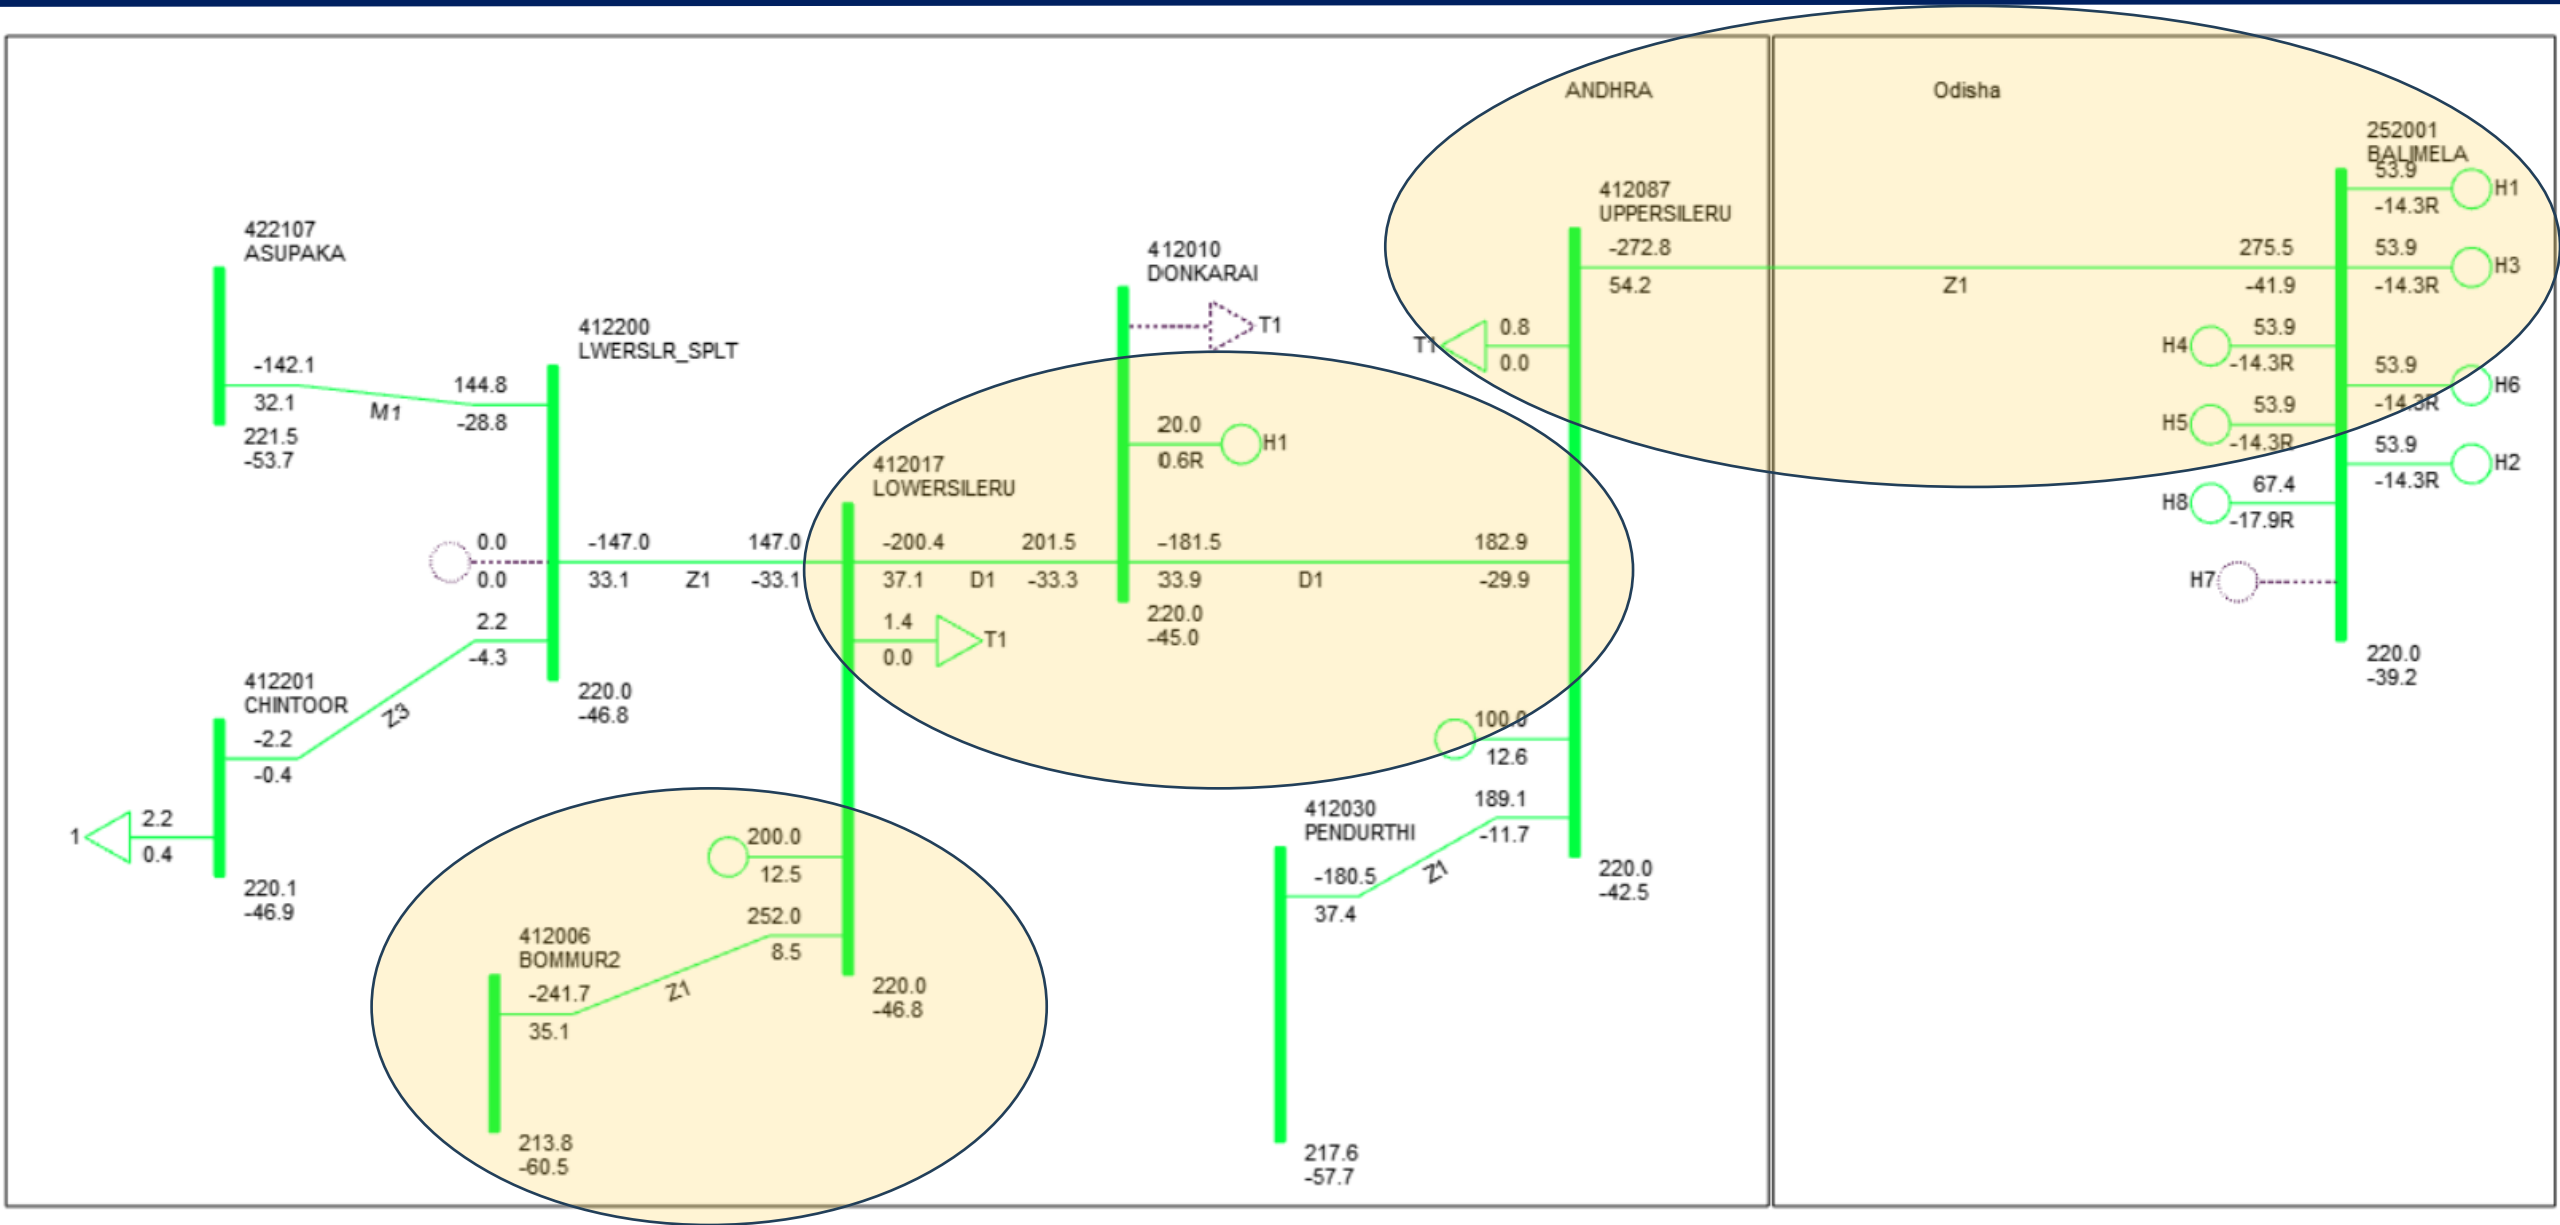 ANDHRA
Odisha
422107
ASUPAKA
-142.1
32.1
M1
221.5
-53.7
412200
LWERSLR_SPLT
144.8
-28.8
0.0
0.0
-147.0
33.1
Z1
147.0
-33.1
2.2
-4.3
220.0
-46.8
412201
CHINTOOR
Z3
-2.2
-0.4
1
2.2
0.4
220.1
-46.9
412017
LOWERSILERU
-200.4
37.1
D1
201.5
-33.3
1.4
0.0
T1
200.0
12.5
252.0
8.5
220.0
-46.8
412006
BOMMUR2
-241.7
35.1
Z1
213.8
-60.5
412010
DONKARAI
T1
20.0
0.6R
H1
-181.5
33.9
D1
182.9
-29.9
220.0
-45.0
412087
UPPERSILERU
-272.8
54.2
Z1
275.5
-41.9
T1
0.8
0.0
100.0
12.6
189.1
-11.7
220.0
-42.5
412030
PENDURTHI
-180.5
37.4
Z1
217.6
-57.7
252001
BALIMELA
53.9
-14.3R
H1
53.9
-14.3R
H3
H4
53.9
-14.3R
53.9
-14.3R
H6
H5
53.9
-14.3R
53.9
-14.3R
H2
H8
67.4
-17.9R
H7
220.0
-39.2